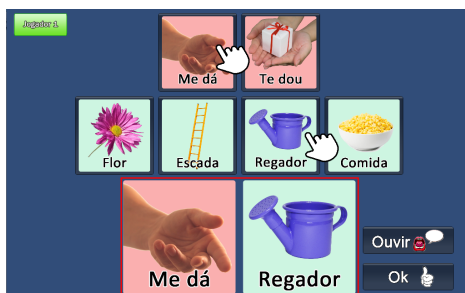 Jogador 1
Me dá
Te dou
Flor
Escada
Regador
Comida
Me dá
Regador
Ouvir
Ok